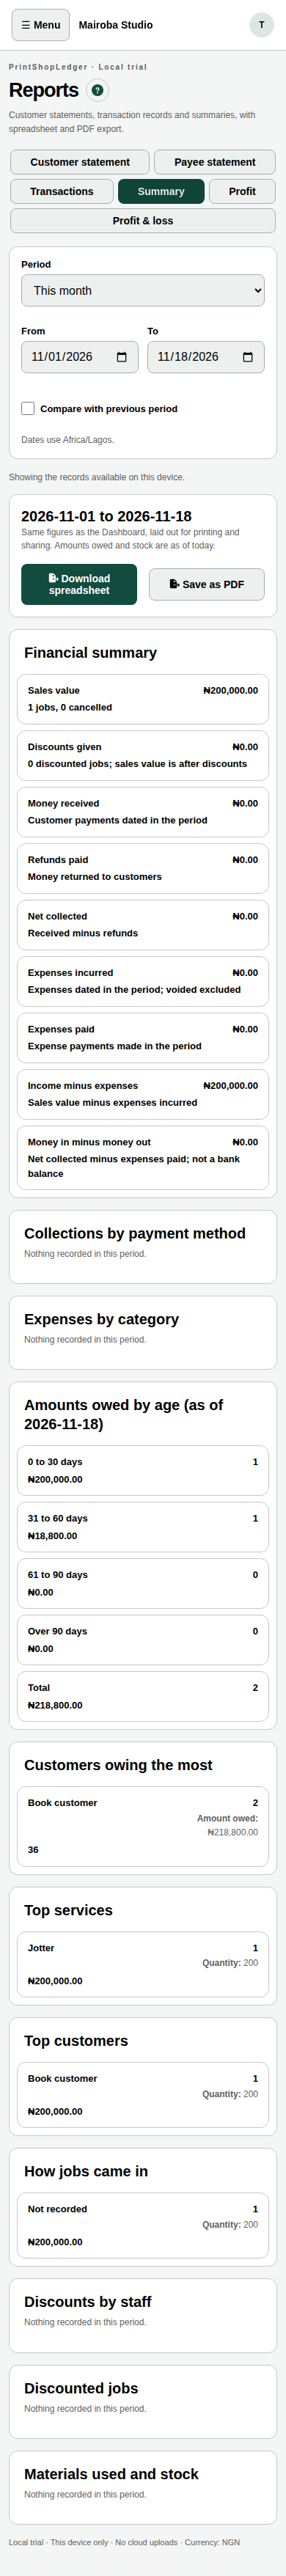 ☰ Menu
Mairoba Studio
T
PrintShopLedger · Local trial
Reports
?
Customer statements, transaction records and summaries, with
spreadsheet and PDF export.
Customer statement
Payee statement
Transactions
Summary
Profit
Profit & loss
Period
This month
From
To
11/01/2026
11/18/2026
Compare with previous period
Dates use Africa/Lagos.
Showing the records available on this device.
2026-11-01 to 2026-11-18
Same figures as the Dashboard, laid out for printing and
sharing. Amounts owed and stock are as of today.
Download
spreadsheet
Save as PDF
Financial summary
Sales value
₦200,000.00
1 jobs, 0 cancelled
Discounts given
₦0.00
0 discounted jobs; sales value is after discounts
Money received
₦0.00
Customer payments dated in the period
Refunds paid
₦0.00
Money returned to customers
Net collected
₦0.00
Received minus refunds
Expenses incurred
₦0.00
Expenses dated in the period; voided excluded
Expenses paid
₦0.00
Expense payments made in the period
Income minus expenses
₦200,000.00
Sales value minus expenses incurred
Money in minus money out
₦0.00
Net collected minus expenses paid; not a bank
balance
Collections by payment method
Nothing recorded in this period.
Expenses by category
Nothing recorded in this period.
Amounts owed by age (as of
2026-11-18)
0 to 30 days
1
₦200,000.00
31 to 60 days
1
₦18,800.00
61 to 90 days
0
₦0.00
Over 90 days
0
₦0.00
Total
2
₦218,800.00
Customers owing the most
Book customer
2
Amount owed:
₦218,800.00
36
Top services
Jotter
1
Quantity: 200
₦200,000.00
Top customers
Book customer
1
Quantity: 200
₦200,000.00
How jobs came in
Not recorded
1
Quantity: 200
₦200,000.00
Discounts by staff
Nothing recorded in this period.
Discounted jobs
Nothing recorded in this period.
Materials used and stock
Nothing recorded in this period.
Local trial · This device only · No cloud uploads · Currency: NGN